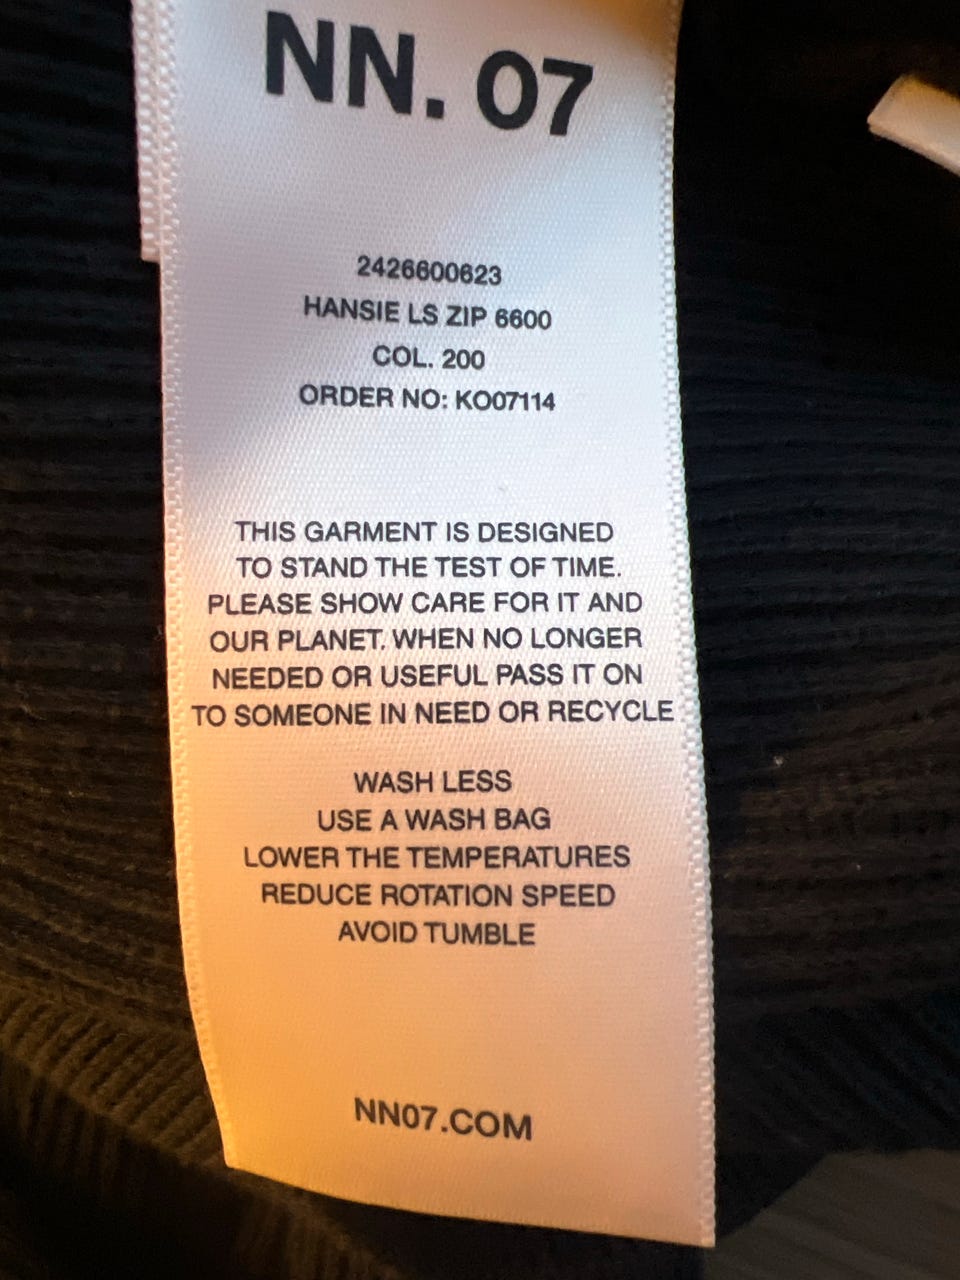 NN. 07
2426600623
HANSIE LS ZIP 6600
COL. 200
ORDER NO: KO07114
THIS GARMENT IS DESIGNED
TO STAND THE TEST OF TIME.
PLEASE SHOW CARE FOR IT AND
OUR PLANET. WHEN NO LONGER
NEEDED OR USEFUL PASS IT ON
TO SOMEONE IN NEED OR RECYCLE
WASH LESS
USE A WASH BAG
LOWER THE TEMPERATURES
REDUCE ROTATION SPEED
AVOID TUMBLE
NN07.COM